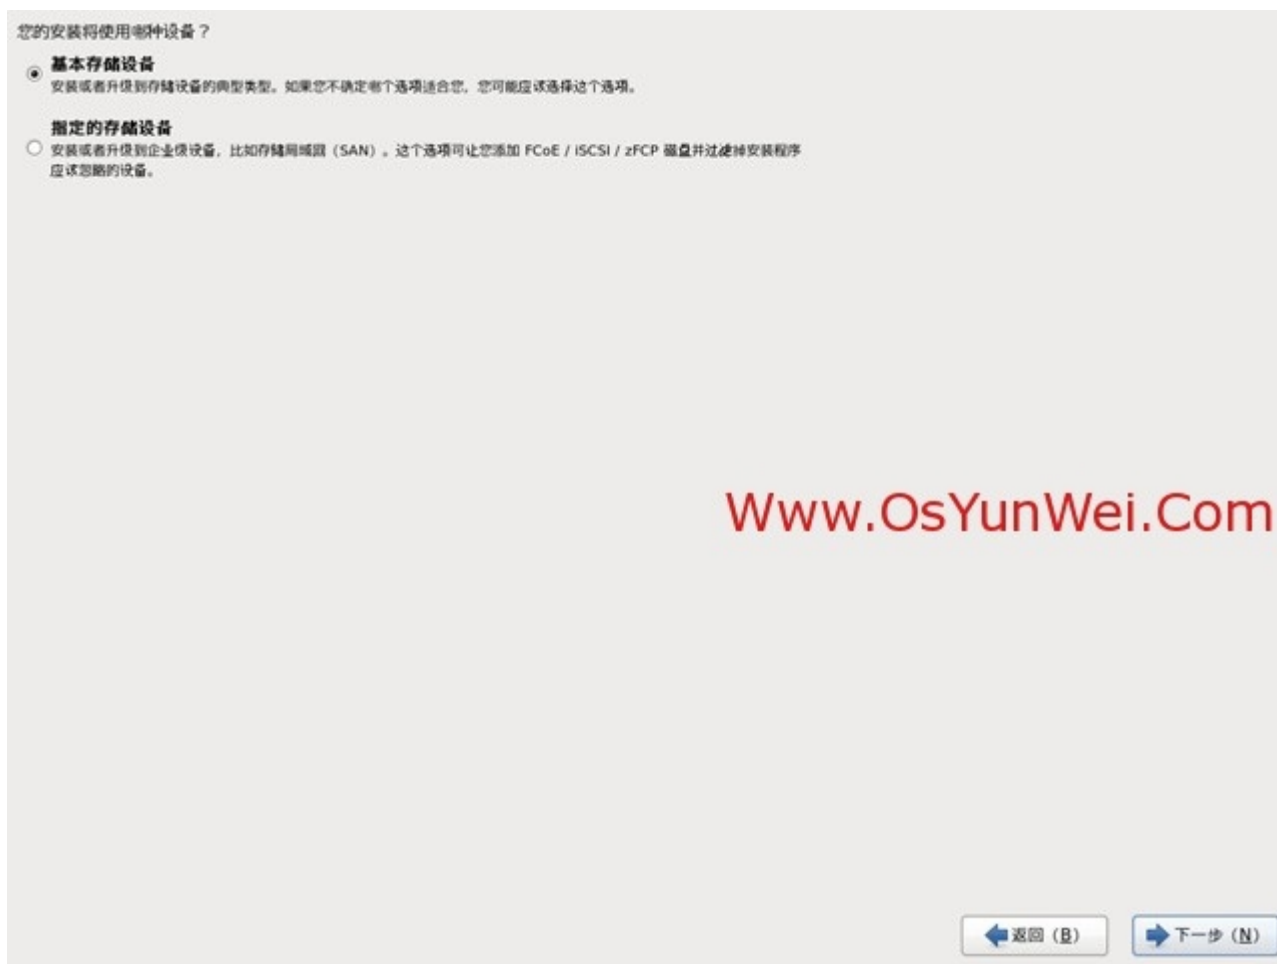 您的安装将使用哪种设备？
基本存储设备
安装或者升级到存储设备的典型类型。如果您不确定哪个选项适合您，您可能应该选择这个选项。
指定的存储设备
安装或者升级到企业级设备，比如存储局域网（SAN）。这个选项可让您添加 FCoE / iSCSI / zFCP 磁盘并过滤掉安装程序
应该忽略的设备。
Www.OsYunWei.Com
返回（B）
下一步（N）